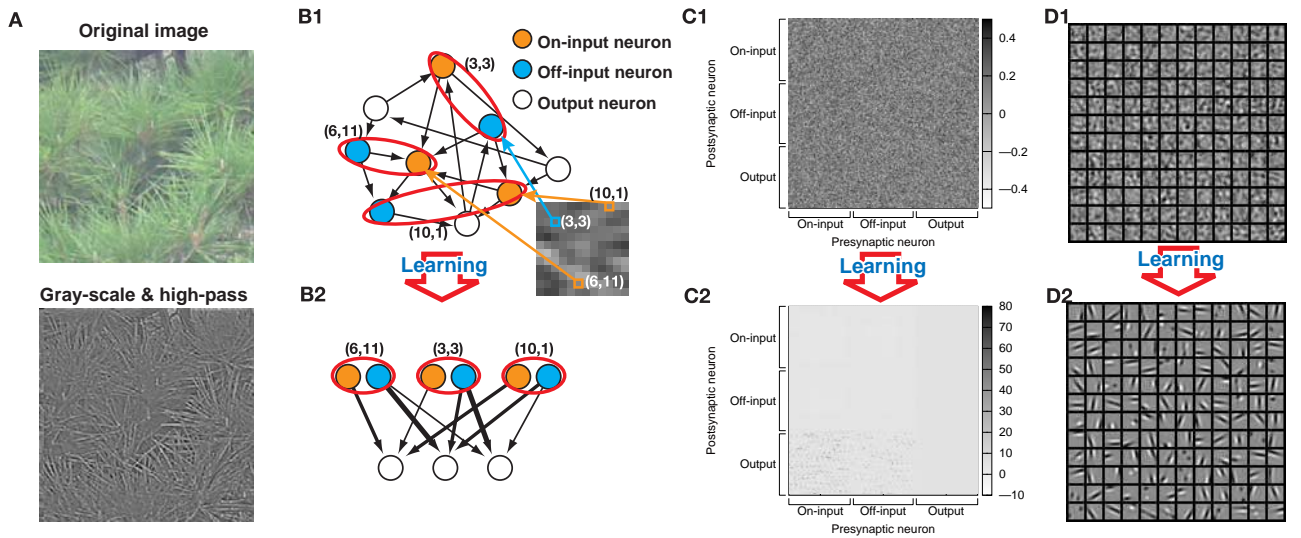 A
Original image
Gray-scale & high-pass
B1
On-input neuron
Off-input neuron
Output neuron
(3,3)
(6,11)
(10,1)
(10,1)
(3,3)
(6,11)
Learning
B2
(6,11)
(3,3)
(10,1)
C1
Postsynaptic neuron
On-input
Off-input
Output
On-input
Off-input
Output
Presynaptic neuron
0.4
0.2
0
—0.2
—0.4
Learning
C2
Postsynaptic neuron
On-input
Off-input
Output
On-input
Off-input
Output
Presynaptic neuron
80
70
60
50
40
30
20
10
0
—10
D1
Learning
D2